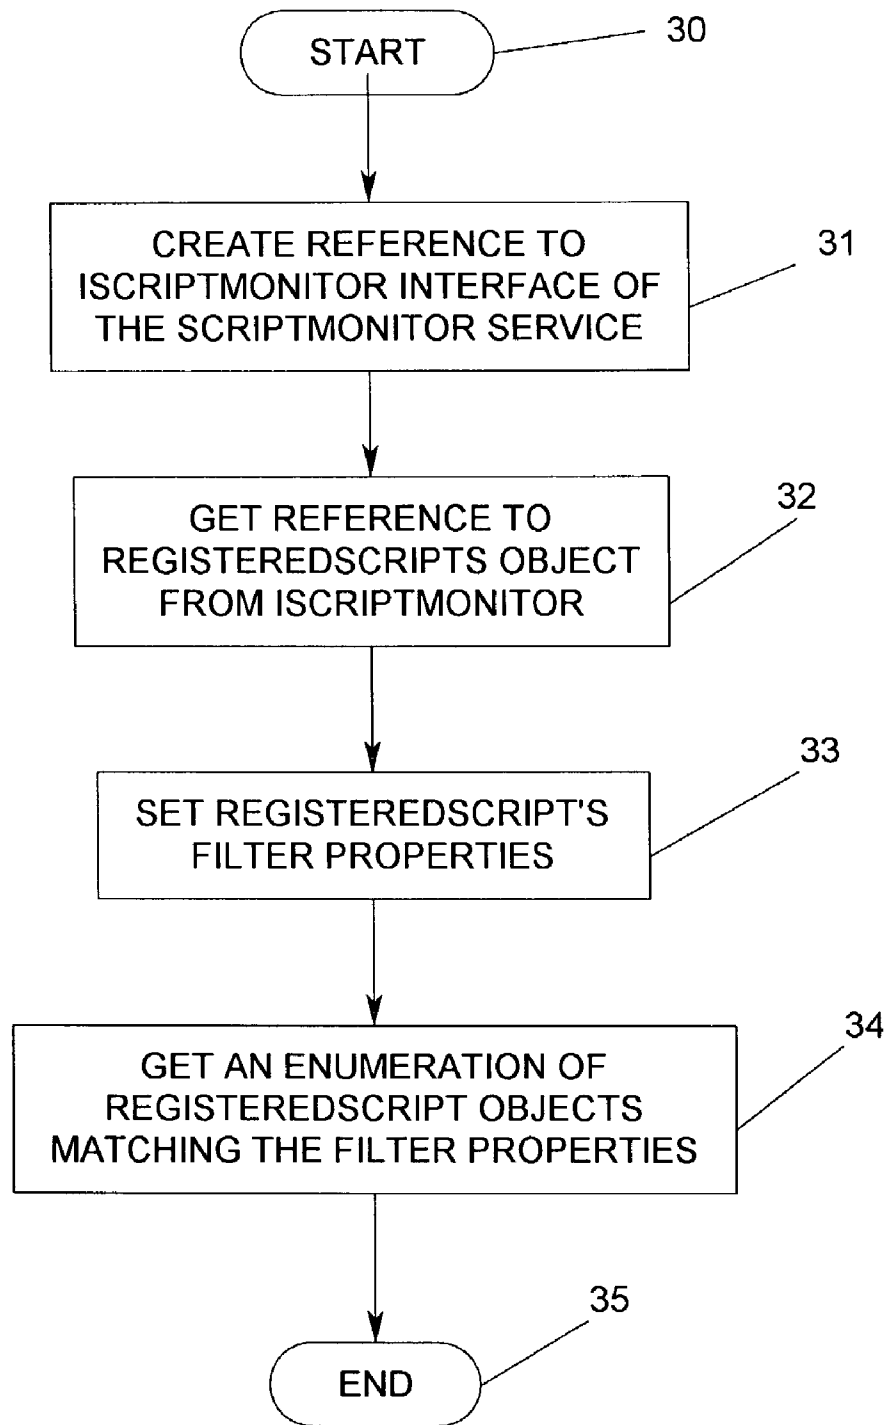 START
30
CREATE REFERENCE TO
ISCRIPTMONITOR INTERFACE OF
THE SCRIPTMONITOR SERVICE
31
GET REFERENCE TO
REGISTEREDSCRIPTS OBJECT
FROM ISCRIPTMONITOR
32
SET REGISTEREDSCRIPT'S
FILTER PROPERTIES
33
GET AN ENUMERATION OF
REGISTEREDSCRIPT OBJECTS
MATCHING THE FILTER PROPERTIES
34
END
35